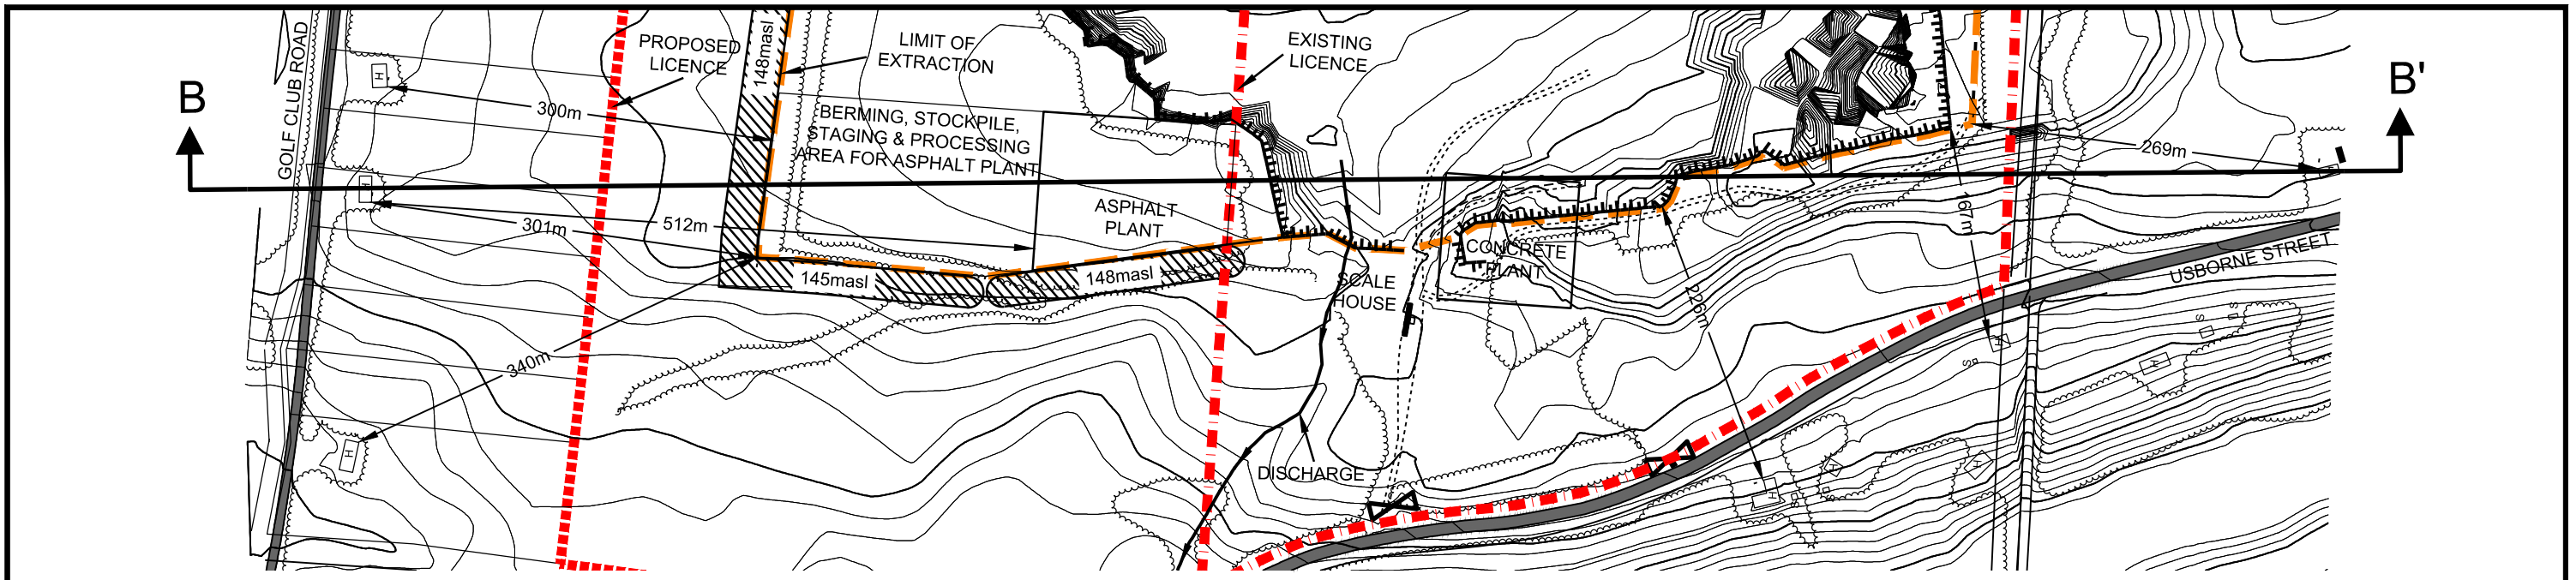 B
B'
GOLF CLUB ROAD
H
300m
PROPOSED
LICENCE
148masl
LIMIT OF
EXTRACTION
EXISTING
LICENCE
BERMING, STOCKPILE,
STAGING & PROCESSING
AREA FOR ASPHALT PLANT
H
301m
512m
ASPHALT
PLANT
145masl
148masl
SCALE
HOUSE
CONCRETE
PLANT
269m
167m
226m
USBORNE STREET
340m
H
DISCHARGE
H
H
H
H
H
S
S
S
S
S